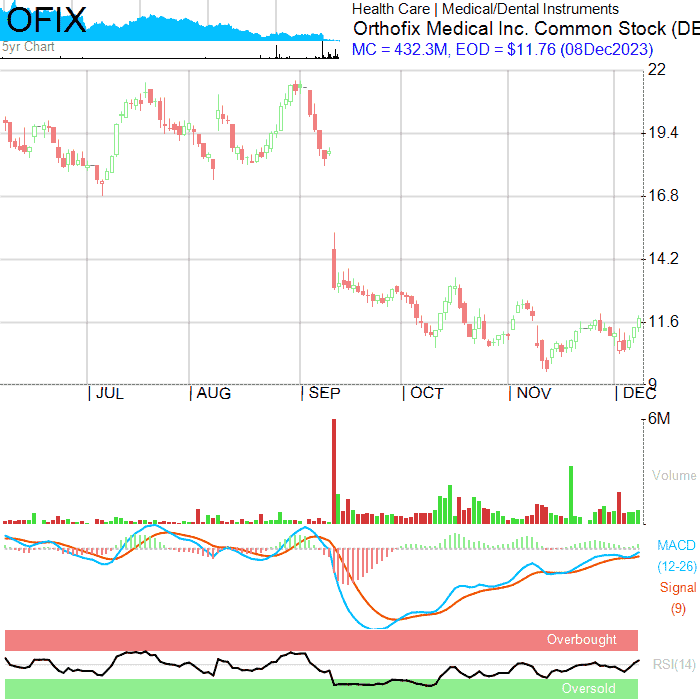 OFIX
5yr Chart
Health Care | Medical/Dental Instruments
Orthofix Medical Inc. Common Stock (DE
MC = 432.3M, EOD = $11.76 (08Dec2023)
22
19.4
16.8
14.2
11.6
9
JUL AUG SEP OCT NOV DEC
6M
Volume
MACD
(12-26)
Signal
(9)
Overbought
RSI(14)
Oversold